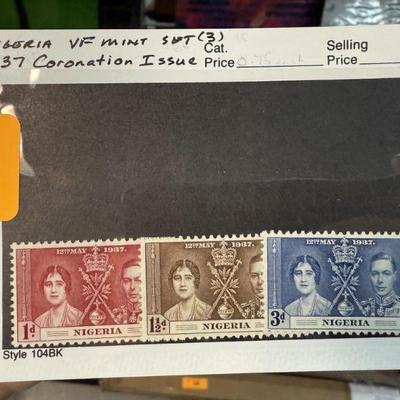 IGERIA VF MINT SET (3) Cat. Selling
37 Coronation Issue Price Price
12TH MAY 1937. 12TH MAY 1937. 12TH MAY 1937.
1d NIGERIA 1½d NIGERIA 3d NIGERIA
Style 104BK